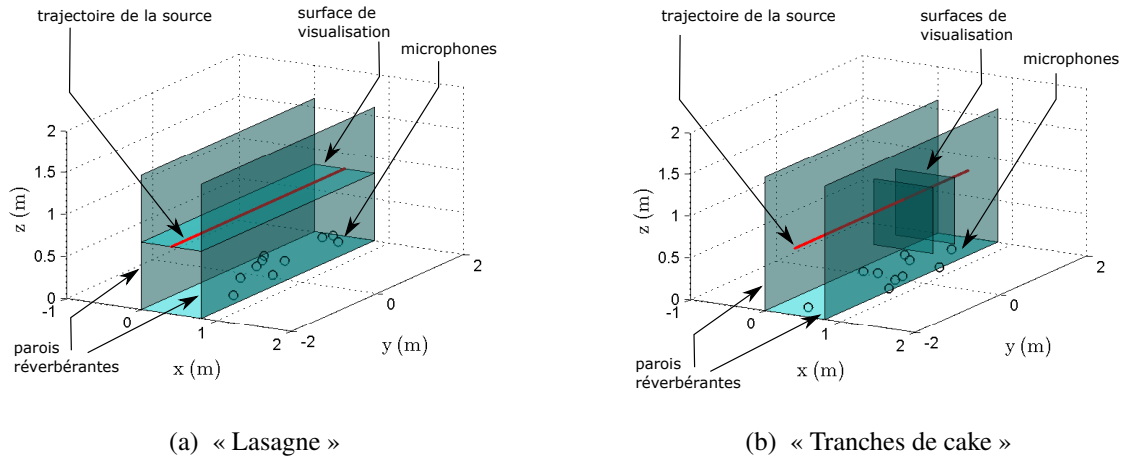 trajectoire de la source
surface de
visualisation
microphones
2
1.5
1
0.5
0
z (m)
-1
0
1
2
x (m)
-2
0
2
y (m)
parois
réverbérantes
(a) « Lasagne »
trajectoire de la source
surfaces de
visualisation
microphones
2
1.5
1
0.5
0
z (m)
-1
0
1
2
x (m)
-2
0
2
y (m)
parois
réverbérantes
(b) « Tranches de cake »